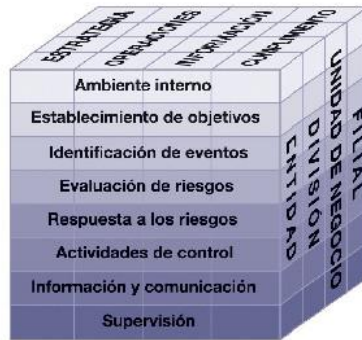 ESTRATEGIA
OPERACIONES
INFORMACIÓN
CUMPLIMIENTO
Ambiente interno
Establecimiento de objetivos
Identificación de eventos
Evaluación de riesgos
Respuesta a los riesgos
Actividades de control
Información y comunicación
Supervisión
ENTIDAD
DIVISIÓN
UNIDAD DE NEGOCIO
FILIAL